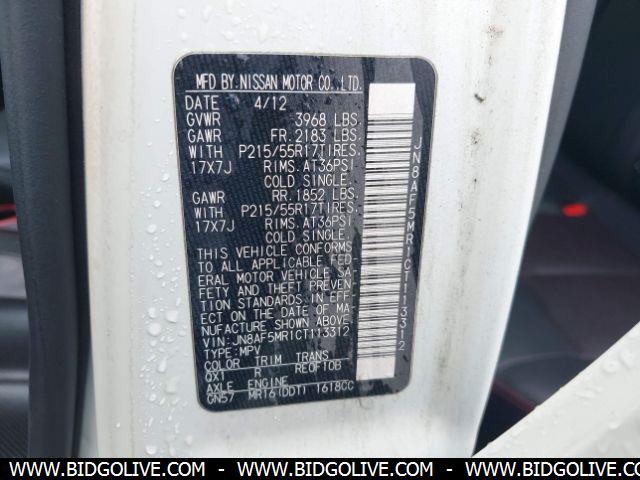 MFD BY NISSAN MOTOR CO., LTD.
DATE 4/12
GVWR 3968 LBS.
GAWR FR. 2183 LBS.
WITH P215/55R17TIRES.
17X7J RIMS. AT36PSI
COLD SINGLE.
GAWR RR. 1852 LBS.
WITH P215/55R17TIRES.
17X7J RIMS. AT36PSI
COLD SINGLE.
THIS VEHICLE CONFORMS
TO ALL APPLICABLE FED-
ERAL MOTOR VEHICLE SA-
FETY AND THEFT PREVEN-
TION STANDARDS IN EFF-
ECT ON THE DATE OF MA-
NUFACTURE SHOWN ABOVE.
VIN:JN8AF5MR1CT113312
TYPE:MPV
COLOR TRIM TRANS
QX1 R RE0F10B
AXLE ENGINE
GN57 MR16(DDT) 1618CC
JN8AF5MR1CT113312
WWW.BIDGOLIVE.COM - WWW.BIDGOLIVE.COM - WWW.BIDGOLIVE.COM